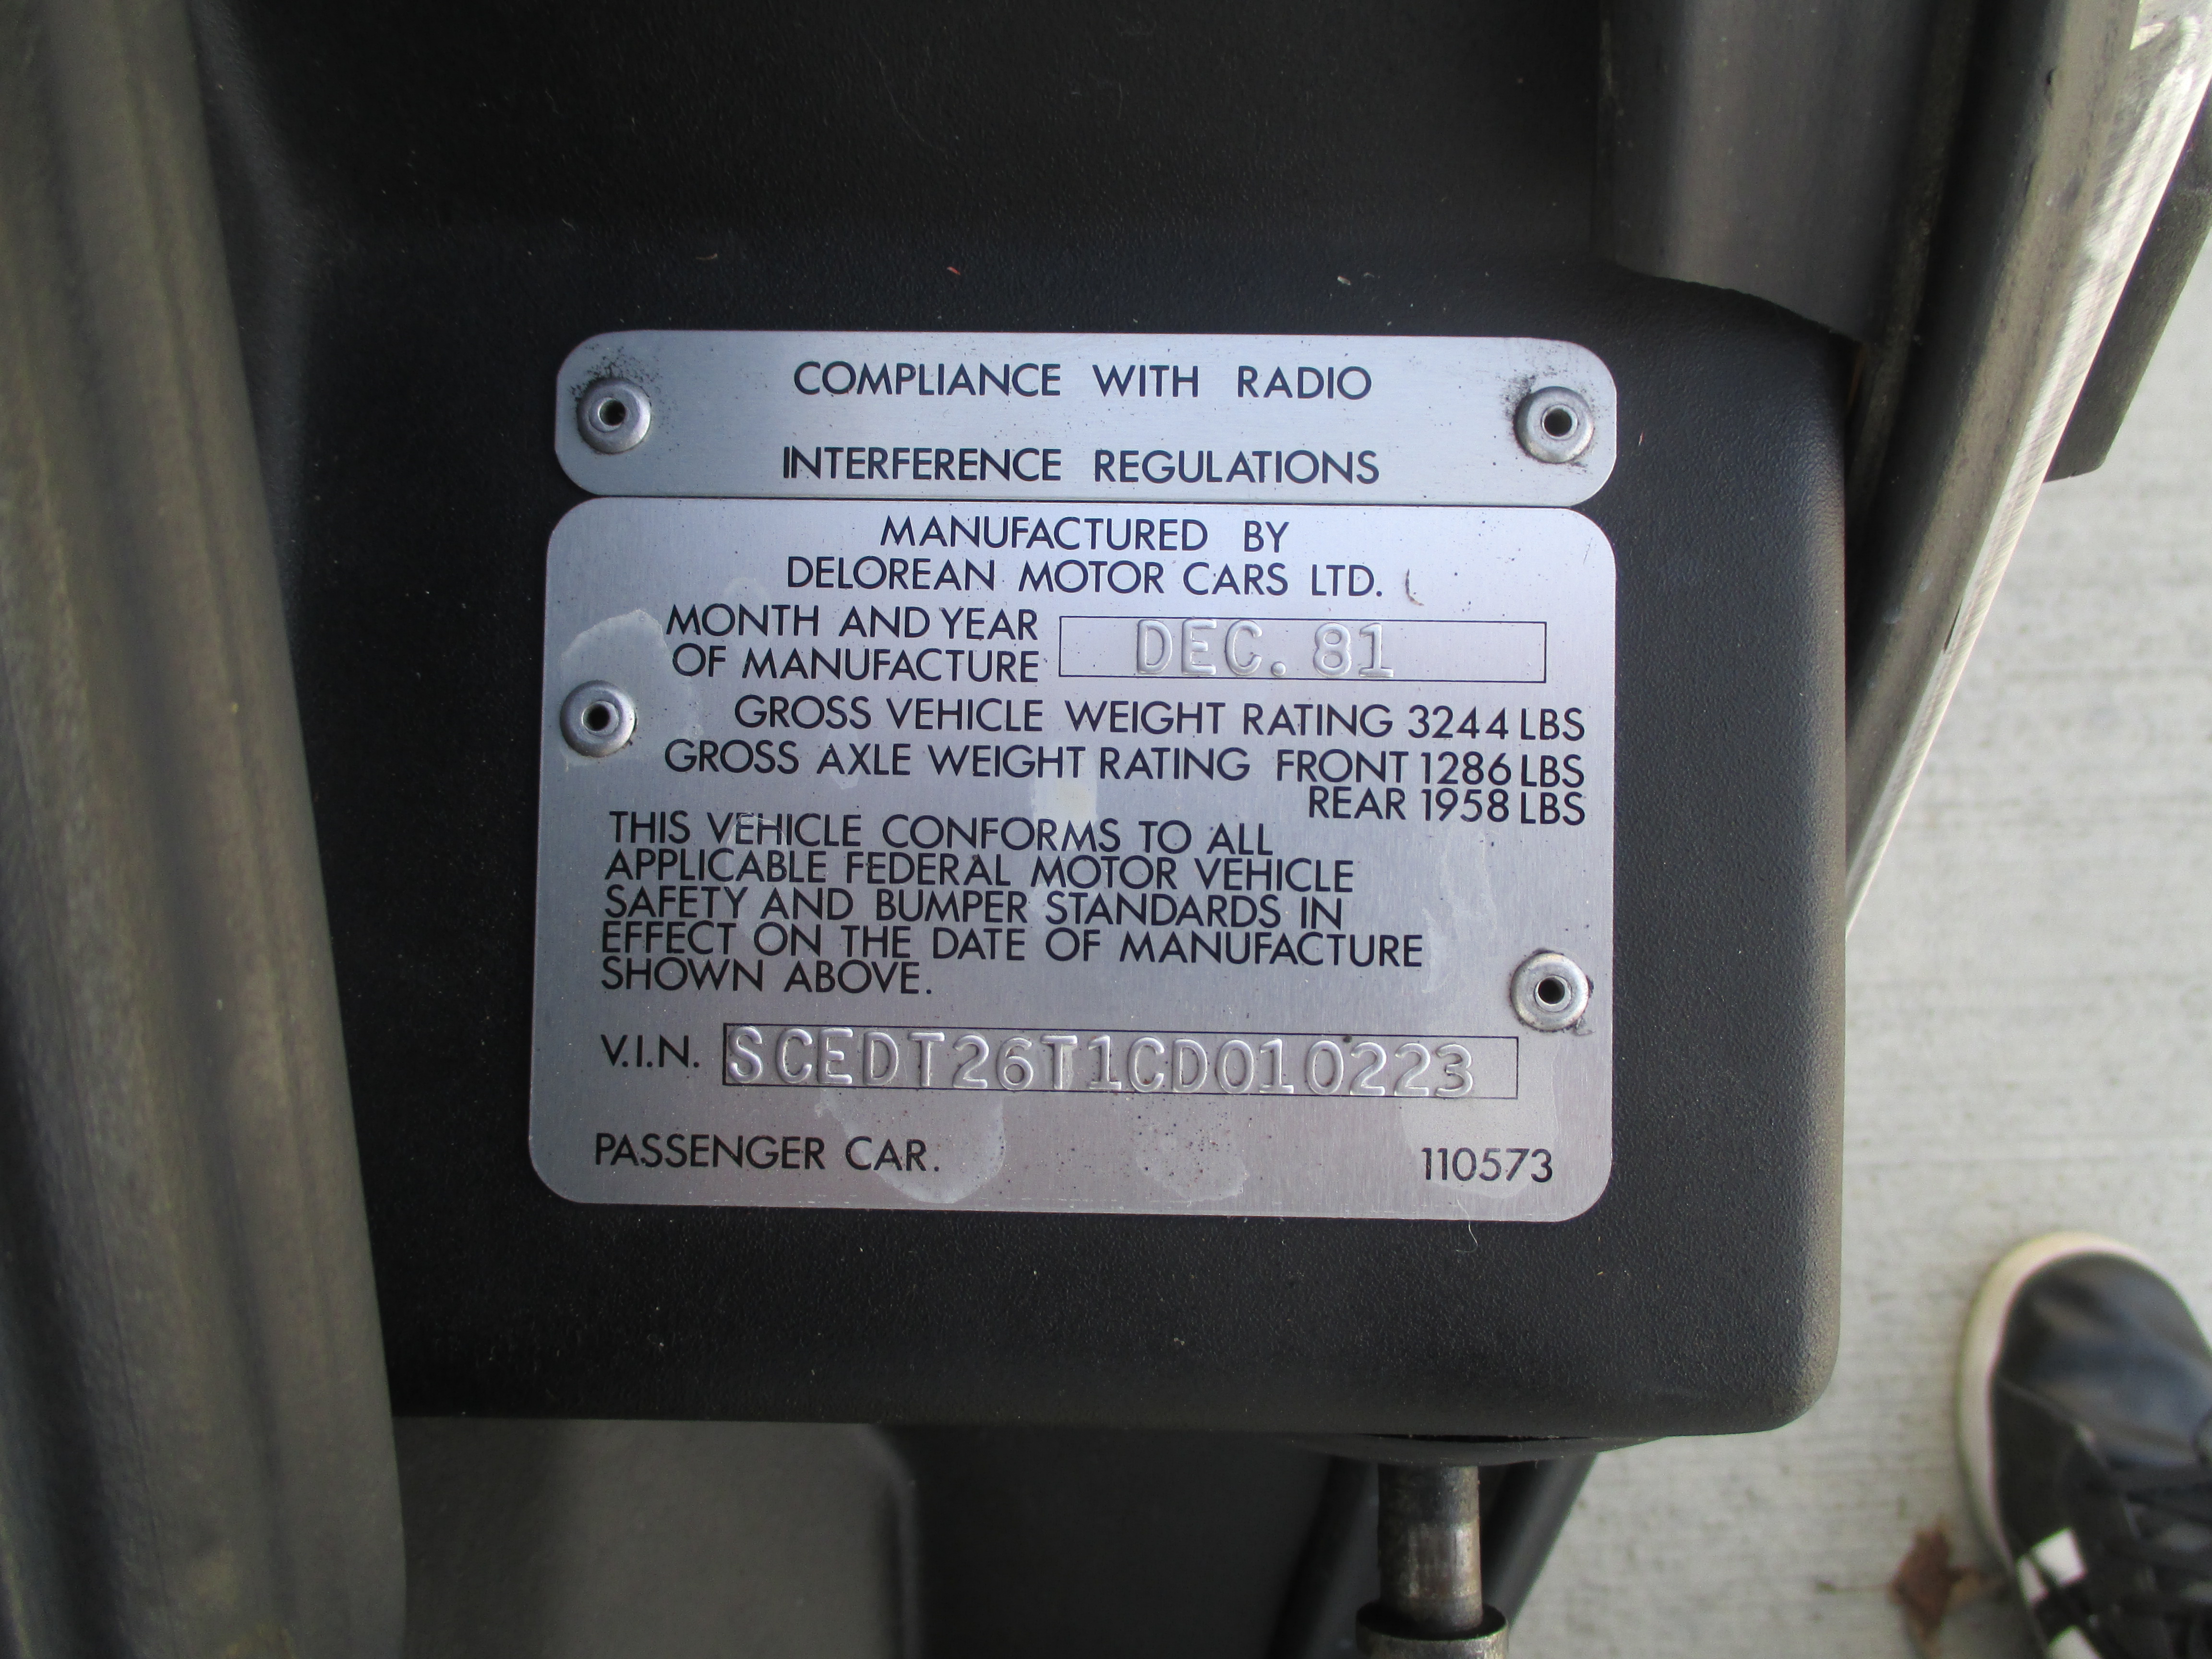 COMPLIANCE WITH RADIO
INTERFERENCE REGULATIONS
MANUFACTURED BY
DELOREAN MOTOR CARS LTD.
MONTH AND YEAR
OF MANUFACTURE DEC. 81
GROSS VEHICLE WEIGHT RATING 3244 LBS
GROSS AXLE WEIGHT RATING FRONT 1286 LBS
REAR 1958 LBS
THIS VEHICLE CONFORMS TO ALL
APPLICABLE FEDERAL MOTOR VEHICLE
SAFETY AND BUMPER STANDARDS IN
EFFECT ON THE DATE OF MANUFACTURE
SHOWN ABOVE.
V.I.N. SCEDT26T1CD010223
PASSENGER CAR. 110573